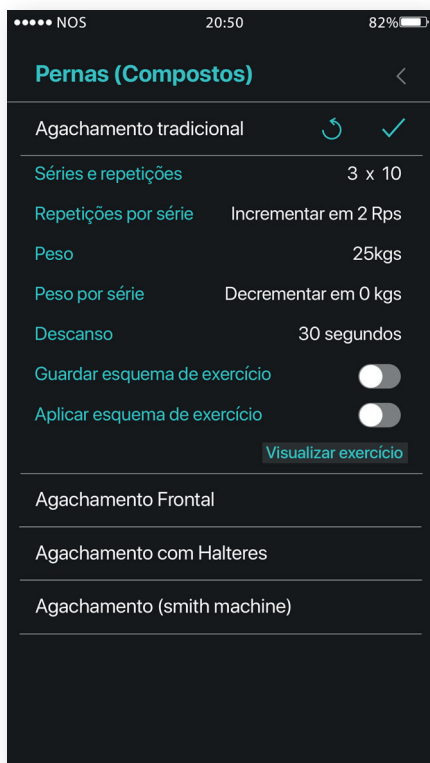 NOS 20:50 82%
Pernas (Compostos)
Agachamento tradicional
Séries e repetições 3 x 10
Repetições por série Incrementar em 2 Rps
Peso 25kgs
Peso por série Decrementar em 0 kgs
Descanso 30 segundos
Guardar esquema de exercício
Aplicar esquema de exercício
Visualizar exercício
Agachamento Frontal
Agachamento com Halteres
Agachamento (smith machine)